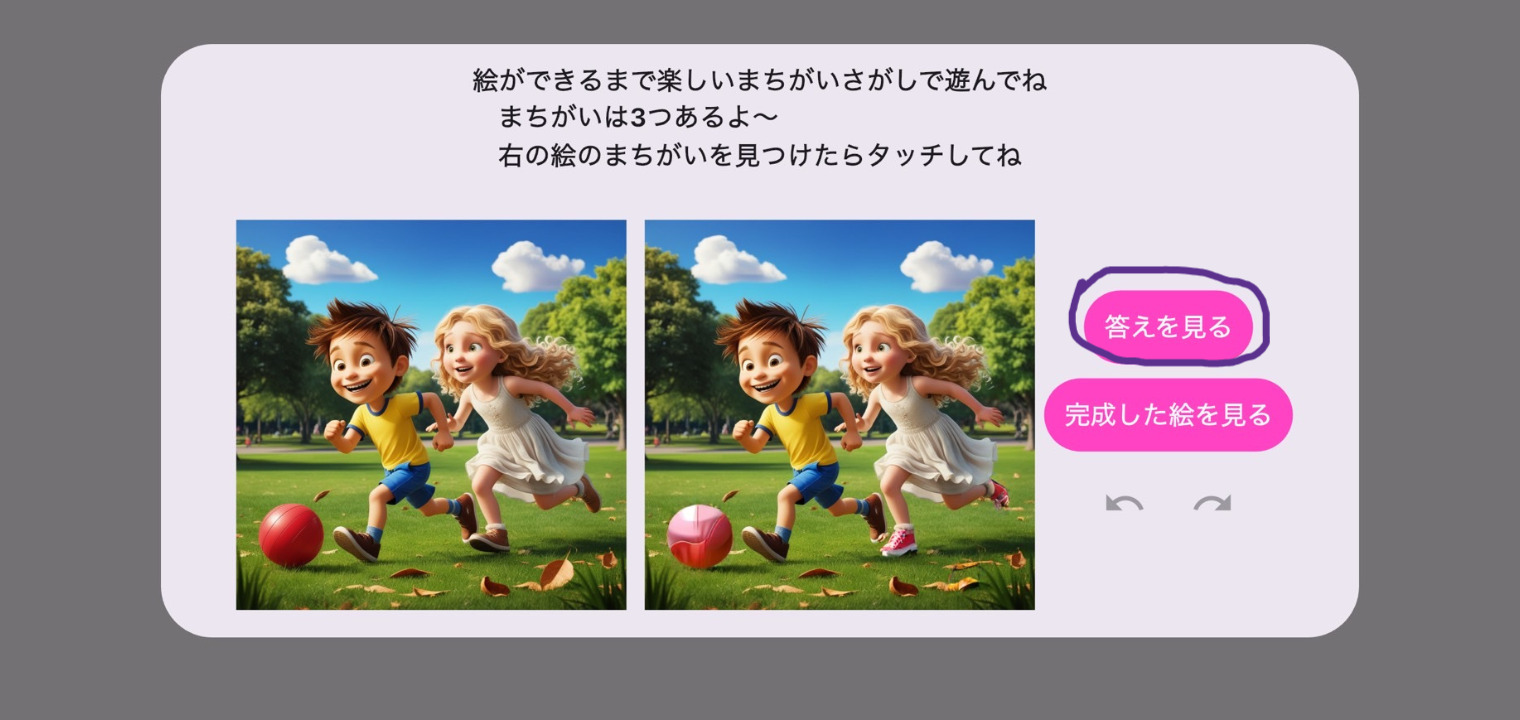 絵ができるまで楽しいまちがいさがしで遊んでね
まちがいは3つあるよ〜
右の絵のまちがいを見つけたらタッチしてね
答えを見る
完成した絵を見る